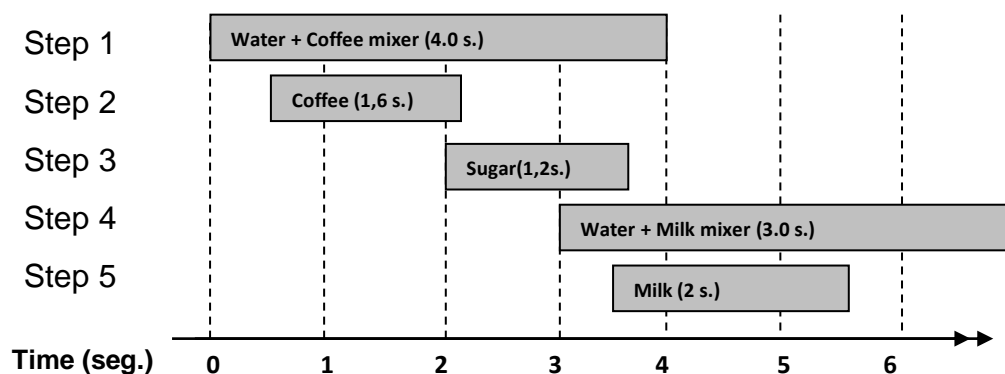 Step 1
Water + Coffee mixer (4.0 s.)
Step 2
Coffee (1,6 s.)
Step 3
Sugar(1,2s.)
Step 4
Water + Milk mixer (3.0 s.)
Step 5
Milk (2 s.)
Time (seg.) 0 1 2 3 4 5 6